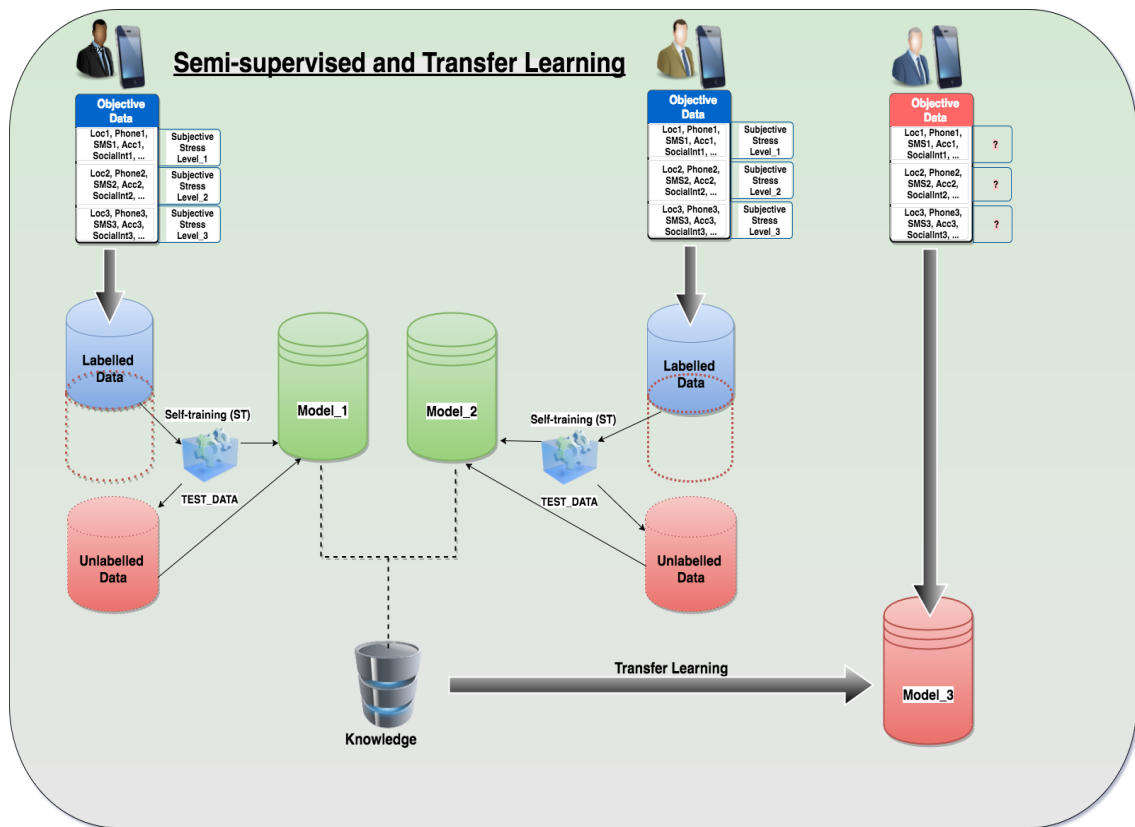 Semi-supervised and Transfer Learning
Objective
Data
Loc1, Phone1,
SMS1, Acc1,
SocialInt1, ...
Subjective
Stress
Level_1
Loc2, Phone2,
SMS2, Acc2,
SocialInt2, ...
Subjective
Stress
Level_2
Loc3, Phone3,
SMS3, Acc3,
SocialInt3, ...
Subjective
Stress
Level_3
Objective
Data
Loc1, Phone1,
SMS1, Acc1,
SocialInt1, ...
Subjective
Stress
Level_1
Loc2, Phone2,
SMS2, Acc2,
SocialInt2, ...
Subjective
Stress
Level_2
Loc3, Phone3,
SMS3, Acc3,
SocialInt3, ...
Subjective
Stress
Level_3
Objective
Data
Loc1, Phone1,
SMS1, Acc1,
SocialInt1, ...
?
Loc2, Phone2,
SMS2, Acc2,
SocialInt2, ...
?
Loc3, Phone3,
SMS3, Acc3,
SocialInt3, ...
?
Labelled
Data
Self-training (ST)
Model_1
TEST_DATA
Unlabelled
Data
Model_2
Self-training (ST)
Labelled
Data
TEST_DATA
Unlabelled
Data
Knowledge
Transfer Learning
Model_3